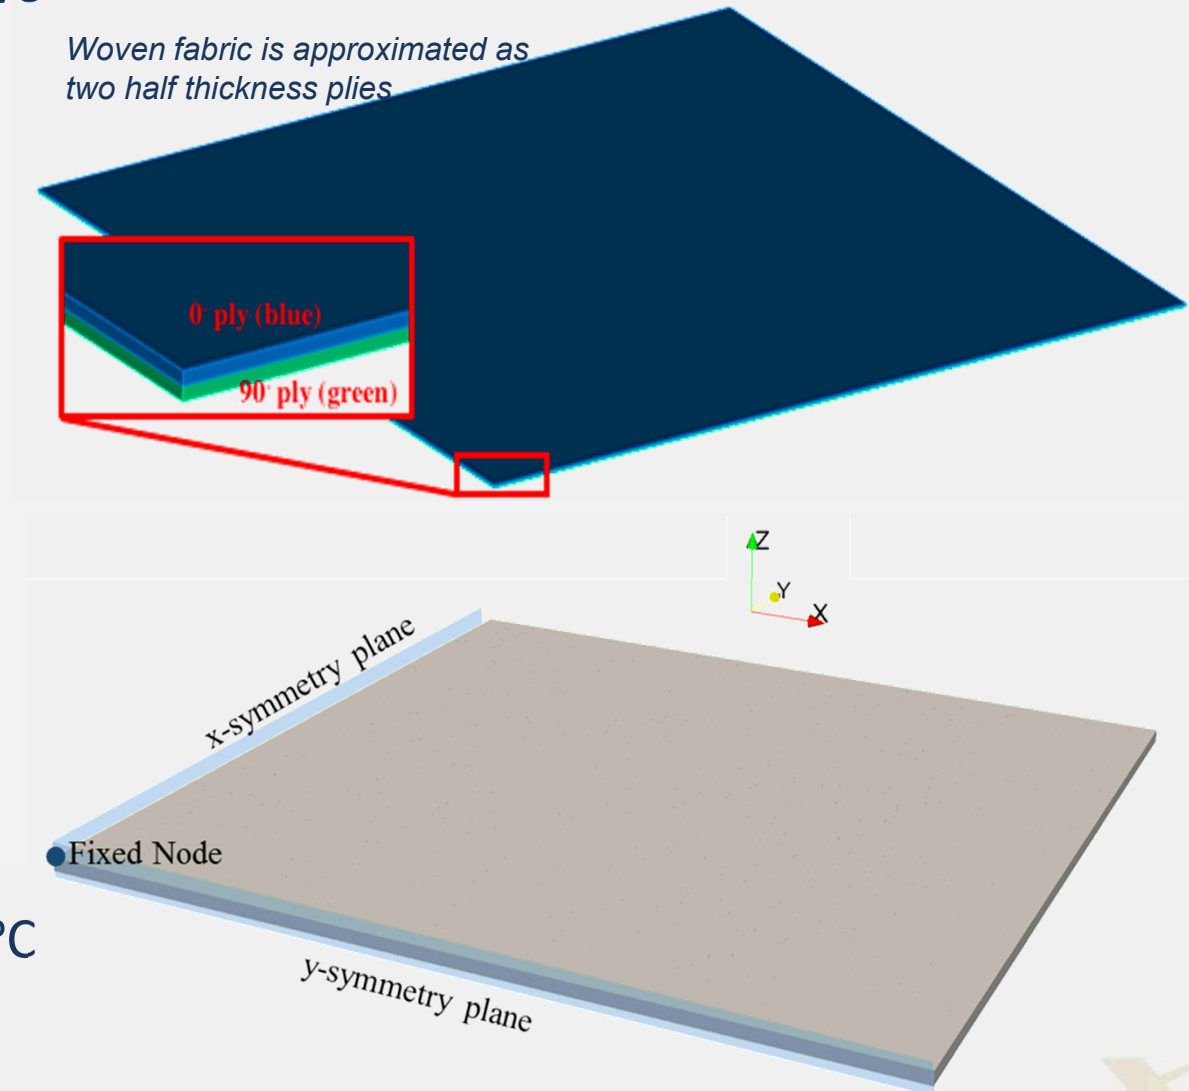 Woven fabric is approximated as
two half thickness plies
0° ply (blue)
90° ply (green)
Z
Y
X
x-symmetry plane
Fixed Node
°C
y-symmetry plane